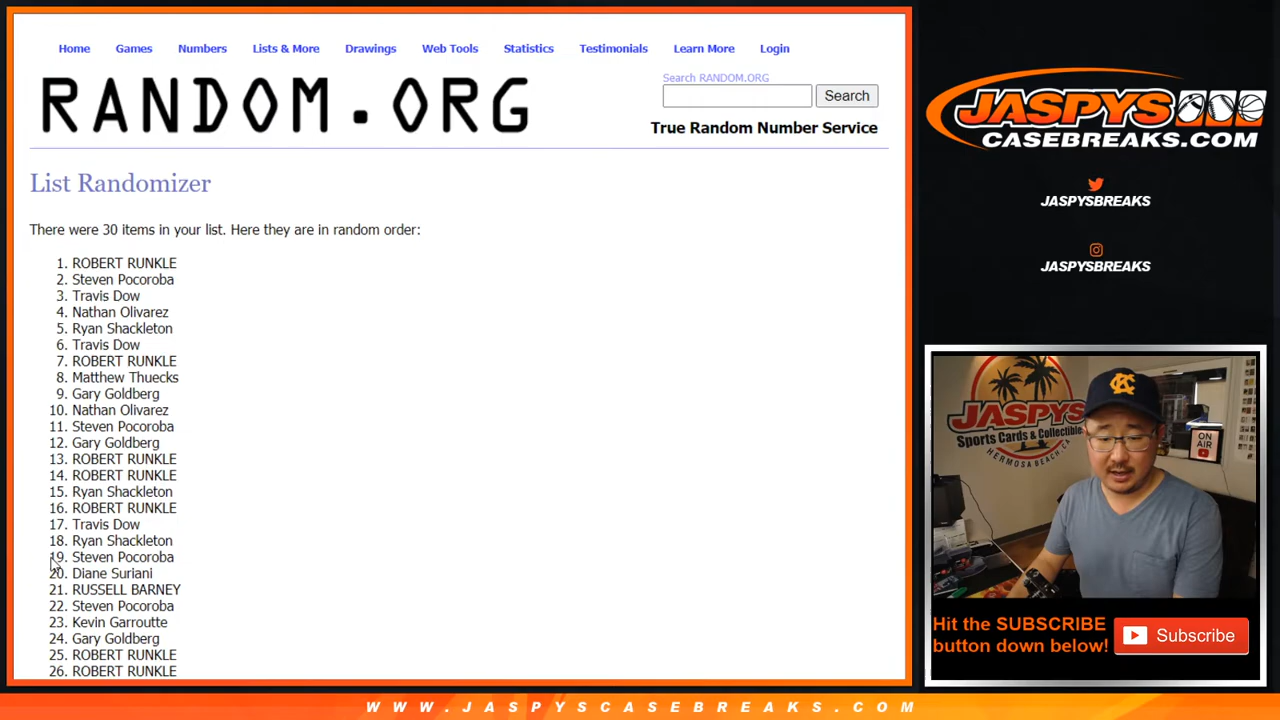 Home Games Numbers Lists & More Drawings Web Tools Statistics Testimonials Learn More Login
RANDOM.ORG
Search RANDOM.ORG
Search
True Random Number Service
List Randomizer
There were 30 items in your list. Here they are in random order:
1. ROBERT RUNKLE
2. Steven Pocoroba
3. Travis Dow
4. Nathan Olivarez
5. Ryan Shackleton
6. Travis Dow
7. ROBERT RUNKLE
8. Matthew Thuecks
9. Gary Goldberg
10. Nathan Olivarez
11. Steven Pocoroba
12. Gary Goldberg
13. ROBERT RUNKLE
14. ROBERT RUNKLE
15. Ryan Shackleton
16. ROBERT RUNKLE
17. Travis Dow
18. Ryan Shackleton
19. Steven Pocoroba
20. Diane Suriani
21. RUSSELL BARNEY
22. Steven Pocoroba
23. Kevin Garroutte
24. Gary Goldberg
25. ROBERT RUNKLE
26. ROBERT RUNKLE
JASPYS
CASEBREAKS.COM
JASPYSBREAKS
JASPYSBREAKS
JASPYS
Sports Cards & Collectibles
HERMOSA BEACH, CA
ON AIR
KC
Hit the SUBSCRIBE
button down below!
Subscribe
WWW.JASPYSCASEBREAKS.COM